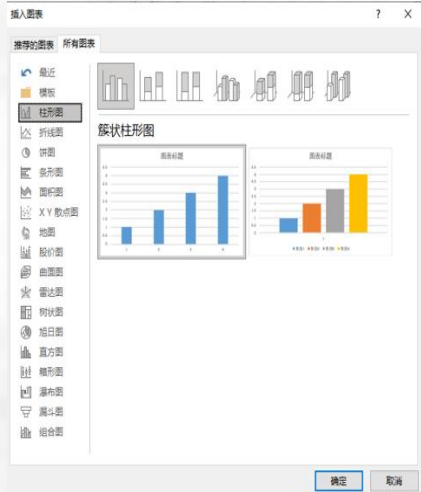 插入图表 ? X
推荐的图表 所有图表
最近
模板
柱形图
折线图
饼图
条形图
面积图
X Y 散点图
地图
股价图
曲面图
雷达图
树状图
旭日图
直方图
箱形图
瀑布图
漏斗图
组合图
簇状柱形图
图表标题
图表标题
确定 取消